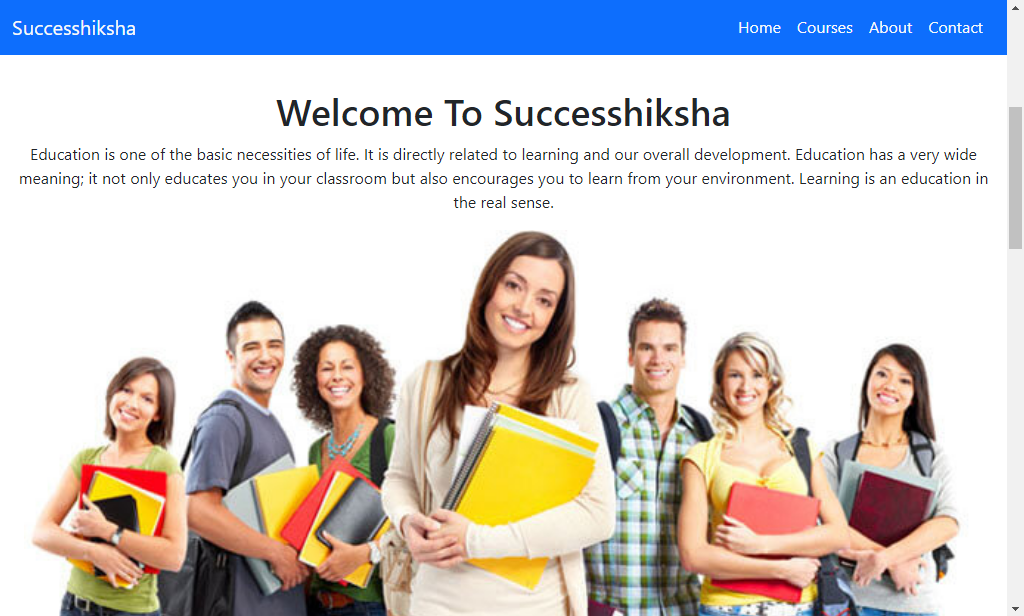 Successhiksha
Home Courses About Contact
Welcome To Successhiksha
Education is one of the basic necessities of life. It is directly related to learning and our overall development. Education has a very wide
meaning; it not only educates you in your classroom but also encourages you to learn from your environment. Learning is an education in
the real sense.